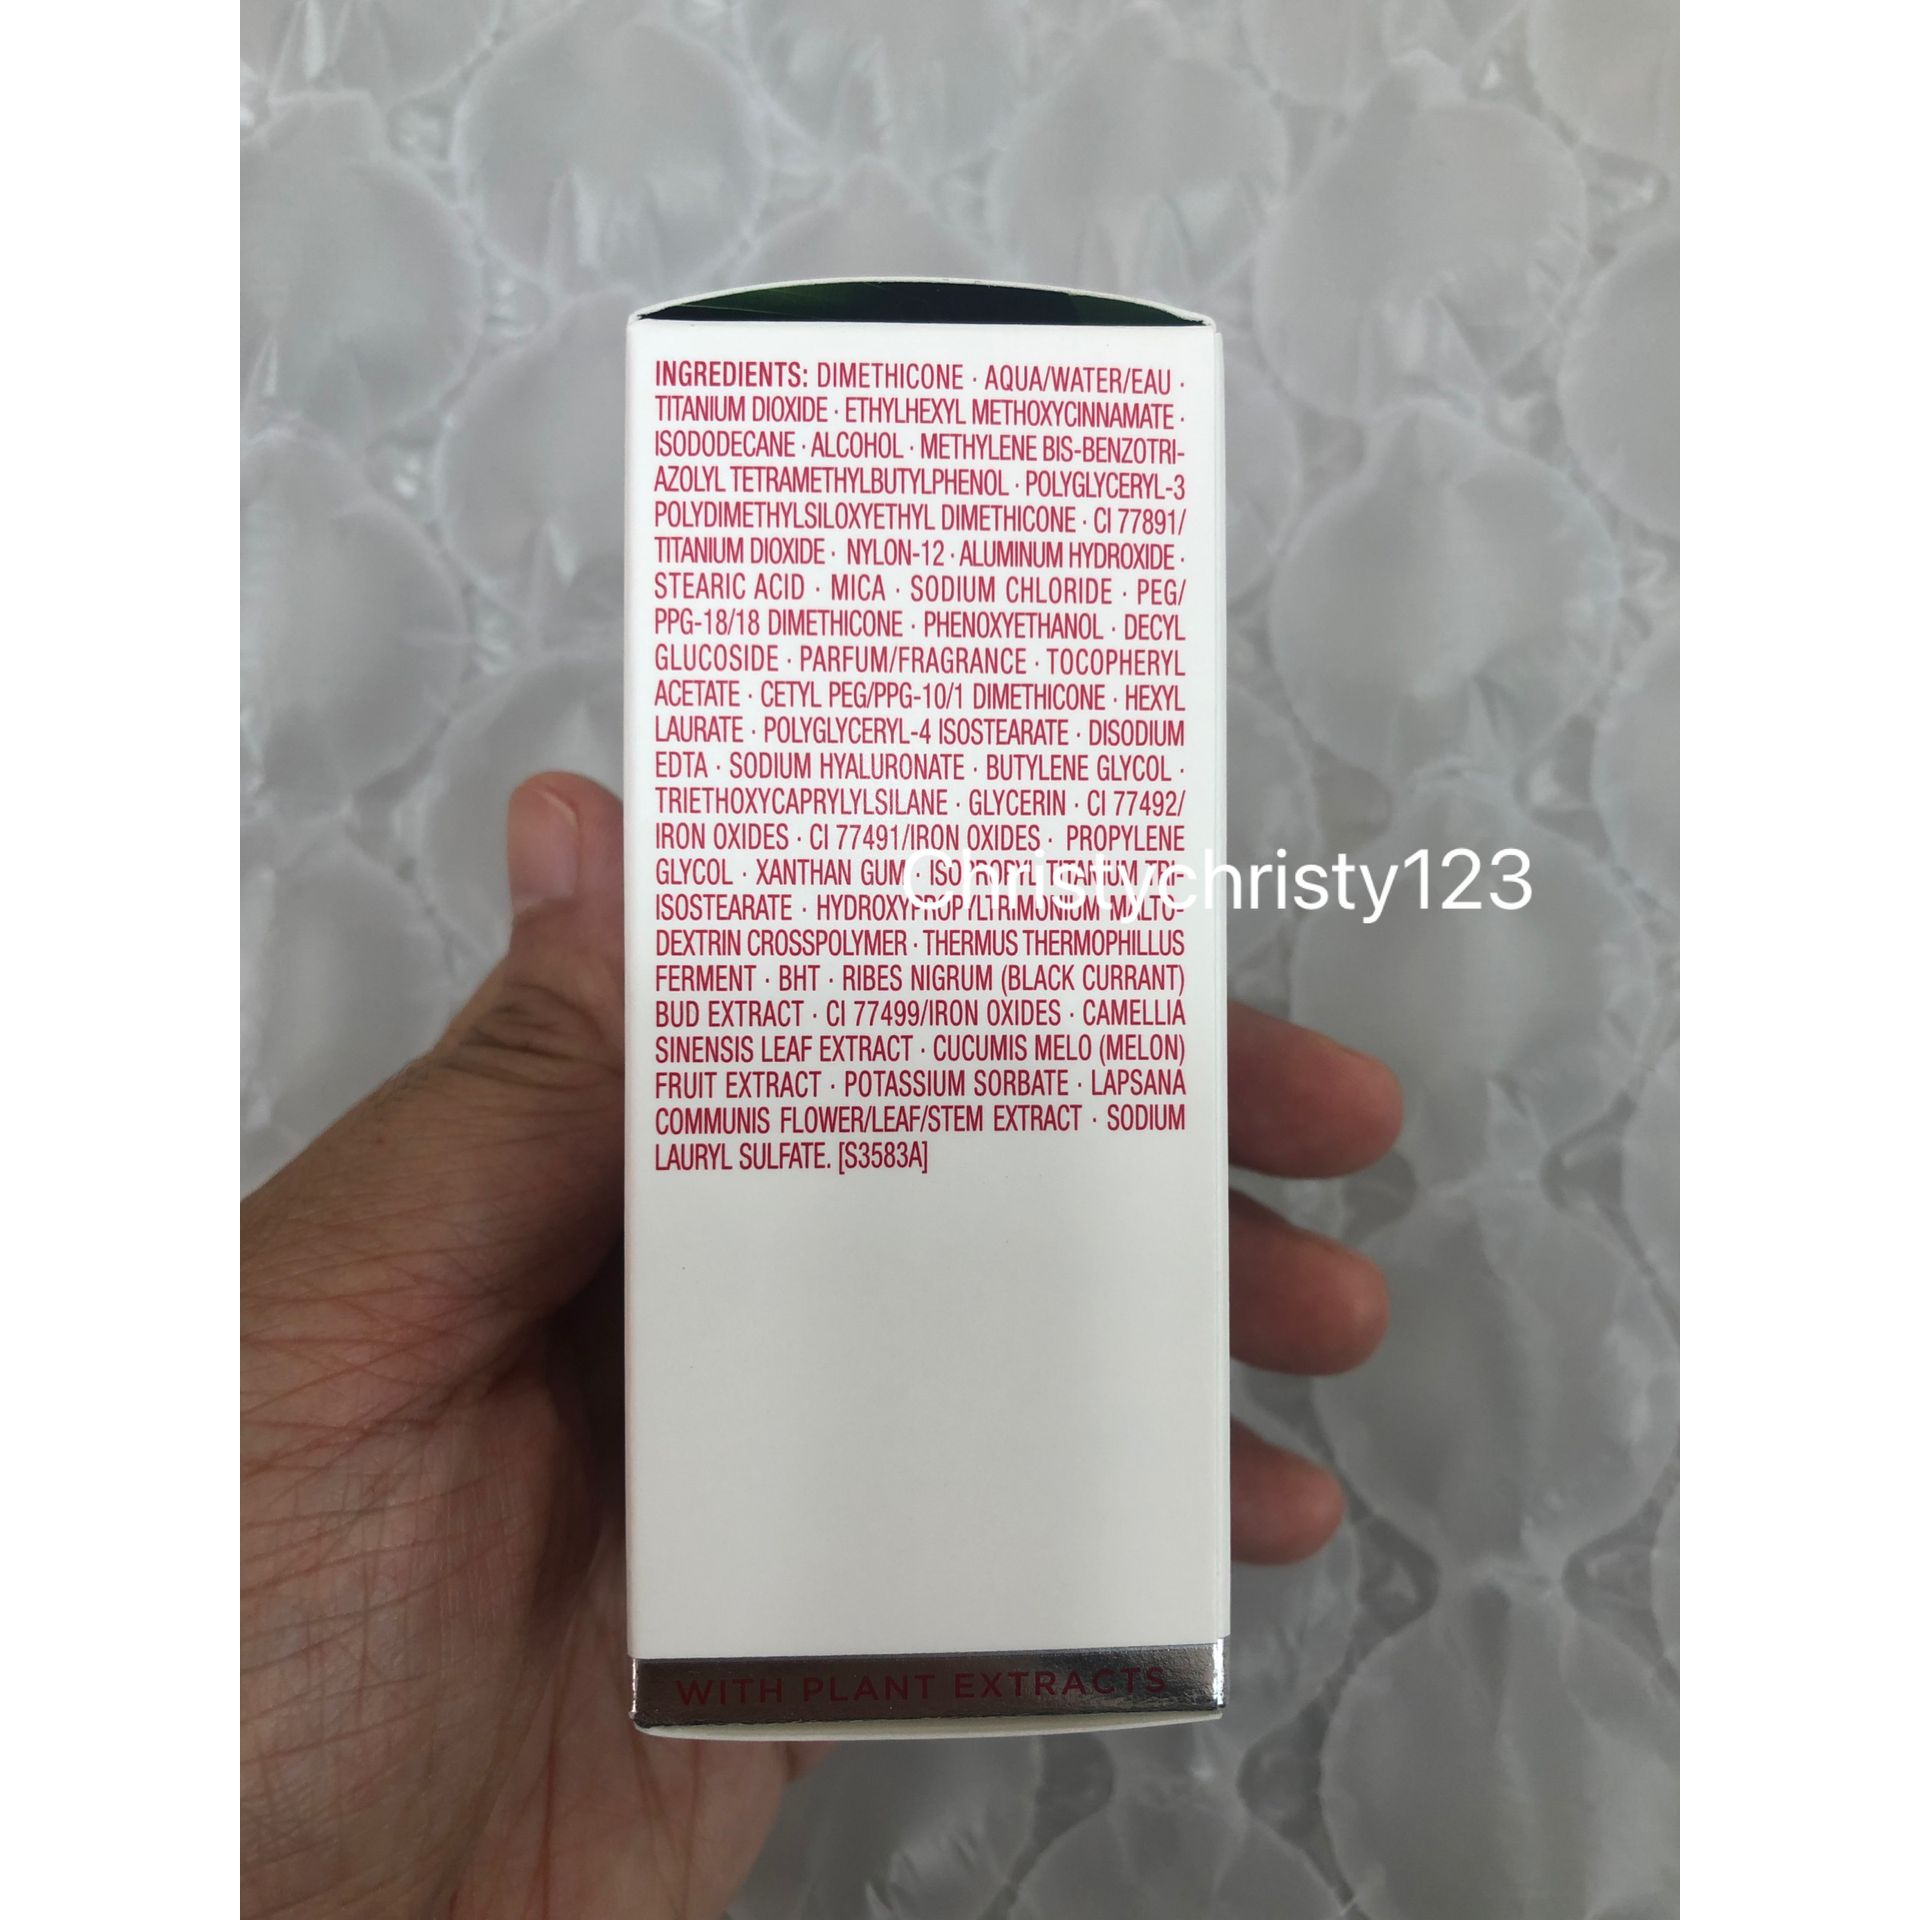 INGREDIENTS: DIMETHICONE · AQUA/WATER/EAU ·
TITANIUM DIOXIDE · ETHYLHEXYL METHOXYCINNAMATE ·
ISODODECANE · ALCOHOL · METHYLENE BIS-BENZOTRI-
AZOLYL TETRAMETHYLBUTYLPHENOL · POLYGLYCERYL-3
POLYDIMETHYLSILOXYETHYL DIMETHICONE · CI 77891/
TITANIUM DIOXIDE · NYLON-12 · ALUMINUM HYDROXIDE ·
STEARIC ACID · MICA · SODIUM CHLORIDE · PEG/
PPG-18/18 DIMETHICONE · PHENOXYETHANOL · DECYL
GLUCOSIDE · PARFUM/FRAGRANCE · TOCOPHERYL
ACETATE · CETYL PEG/PPG-10/1 DIMETHICONE · HEXYL
LAURATE · POLYGLYCERYL-4 ISOSTEARATE · DISODIUM
EDTA · SODIUM HYALURONATE · BUTYLENE GLYCOL ·
TRIETHOXYCAPRYLYLSILANE · GLYCERIN · CI 77492/
IRON OXIDES · CI 77491/IRON OXIDES · PROPYLENE
GLYCOL · XANTHAN GUM · ISOPROPYL TITANIUM TRI-
Christychristy123
ISOSTEARATE · HYDROXYPROPYLTRIMONIUM MALTO-
DEXTRIN CROSSPOLYMER · THERMUS THERMOPHILLUS
FERMENT · BHT · RIBES NIGRUM (BLACK CURRANT)
BUD EXTRACT · CI 77499/IRON OXIDES · CAMELLIA
SINENSIS LEAF EXTRACT · CUCUMIS MELO (MELON)
FRUIT EXTRACT · POTASSIUM SORBATE · LAPSANA
COMMUNIS FLOWER/LEAF/STEM EXTRACT · SODIUM
LAURYL SULFATE. [S3583A]
WITH PLANT EXTRACTS